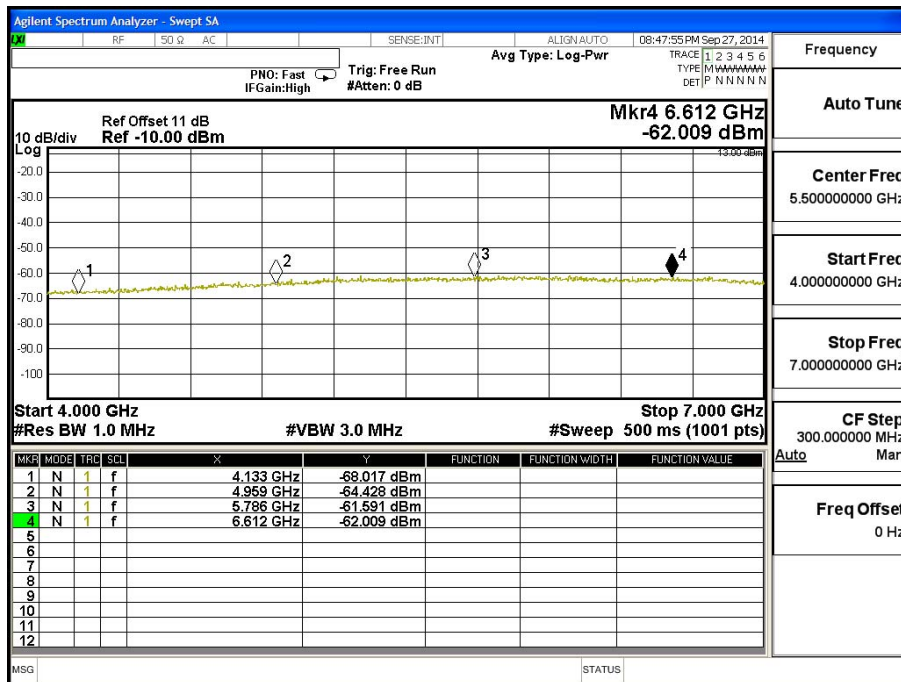 Agilent Spectrum Analyzer - Swept SA
LXI RF 50 Ω AC SENSE:INT ALIGN AUTO 08:47:55 PM Sep 27, 2014
Avg Type: Log-Pwr TRACE 1 2 3 4 5 6
PNO: Fast Trig: Free Run TYPE M WWWWW
IFGain:High #Atten: 0 dB DET P N N N N N
Mkr4 6.612 GHz
-62.009 dBm
Ref Offset 11 dB
10 dB/div Ref -10.00 dBm
Log
13.00 dBm
-20.0
-30.0
-40.0
-50.0
-60.0
-70.0
-80.0
-90.0
-100
1 2 3 4
Start 4.000 GHz Stop 7.000 GHz
#Res BW 1.0 MHz #VBW 3.0 MHz #Sweep 500 ms (1001 pts)
MKR MODE TRC SCL X Y FUNCTION FUNCTION WIDTH FUNCTION VALUE
1 N 1 f 4.133 GHz -68.017 dBm
2 N 1 f 4.959 GHz -64.428 dBm
3 N 1 f 5.786 GHz -61.591 dBm
4 N 1 f 6.612 GHz -62.009 dBm
5
6
7
8
9
10
11
12
MSG STATUS
Frequency
Auto Tune
Center Freq
5.500000000 GHz
Start Freq
4.000000000 GHz
Stop Freq
7.000000000 GHz
CF Step
300.000000 MHz
Auto Man
Freq Offset
0 Hz